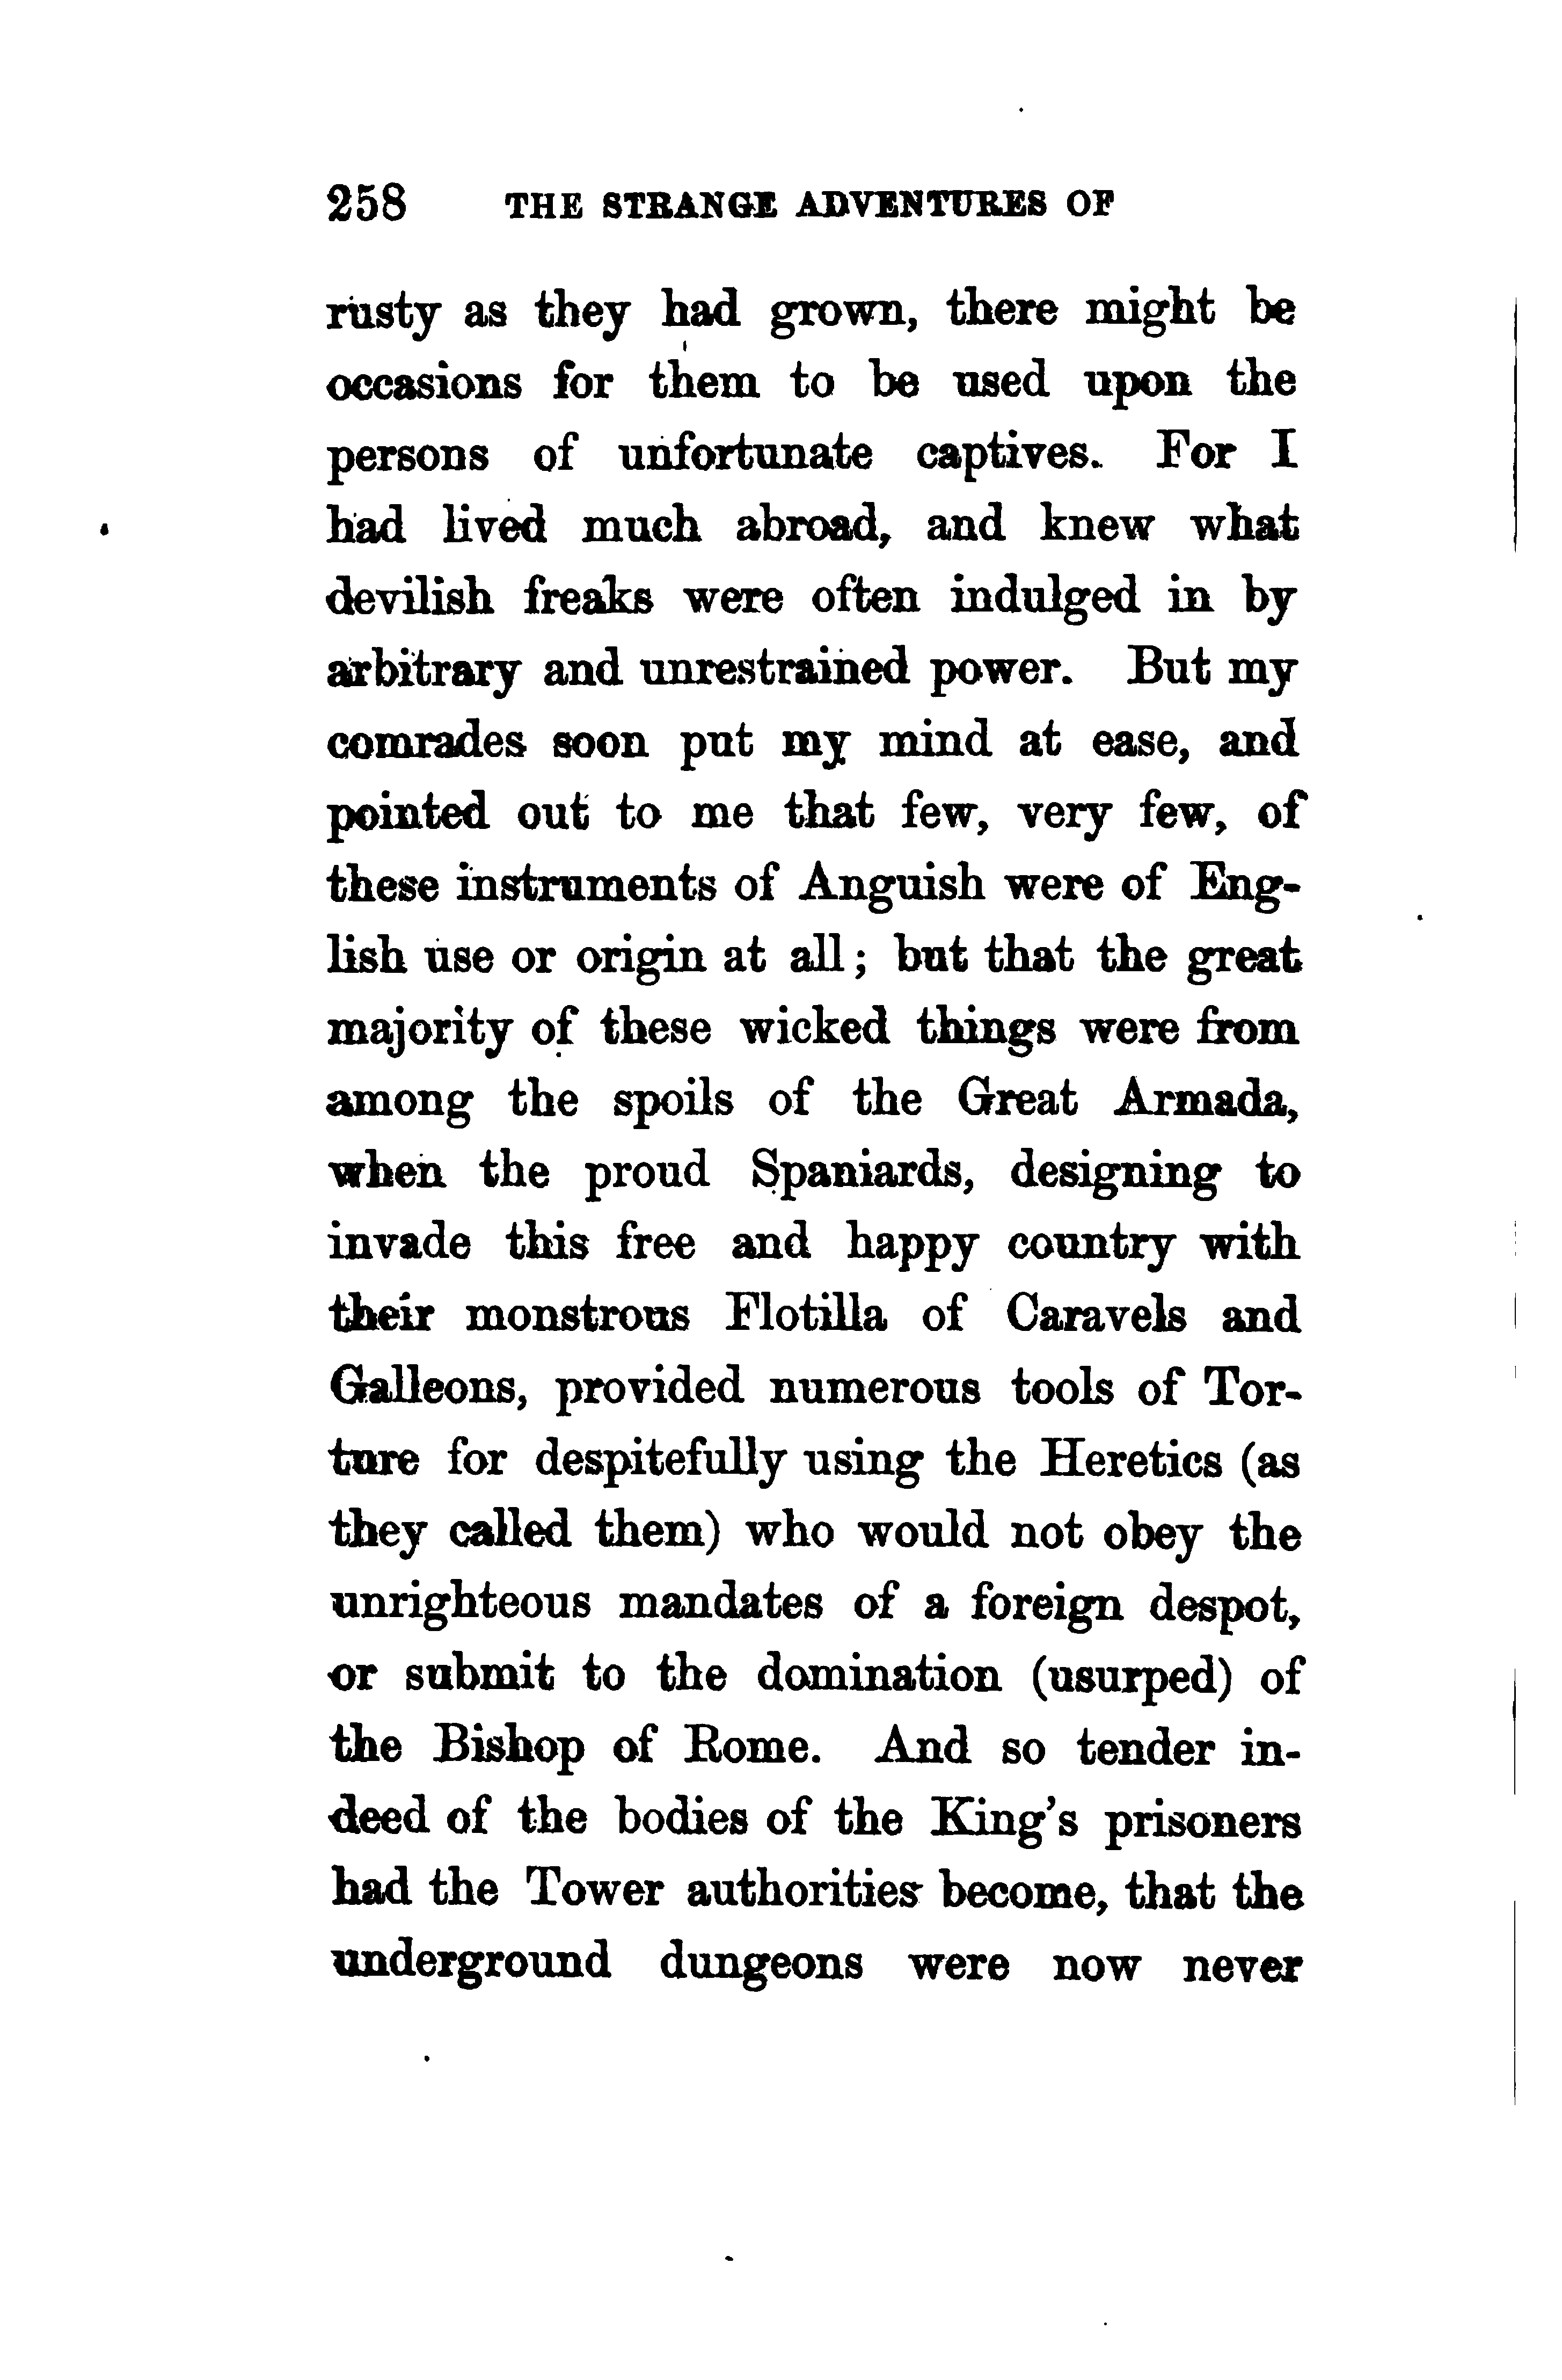 258 THE STRANGE ADVENTURES OF
rusty as they had grown, there might be
occasions for them to be used upon the
persons of unfortunate captives. For I
had lived much abroad, and knew what
devilish freaks were often indulged in by
arbitrary and unrestrained power. But my
comrades soon put my mind at ease, and
pointed out to me that few, very few, of
these instruments of Anguish were of Eng-
lish use or origin at all; but that the great
majority of these wicked things were from
among the spoils of the Great Armada,
when the proud Spaniards, designing to
invade this free and happy country with
their monstrous Flotilla of Caravels and
Galleons, provided numerous tools of Tor-
ture for despitefully using the Heretics (as
they called them) who would not obey the
unrighteous mandates of a foreign despot,
or submit to the domination (usurped) of
the Bishop of Rome. And so tender in-
deed of the bodies of the King's prisoners
had the Tower authorities become, that the
underground dungeons were now never